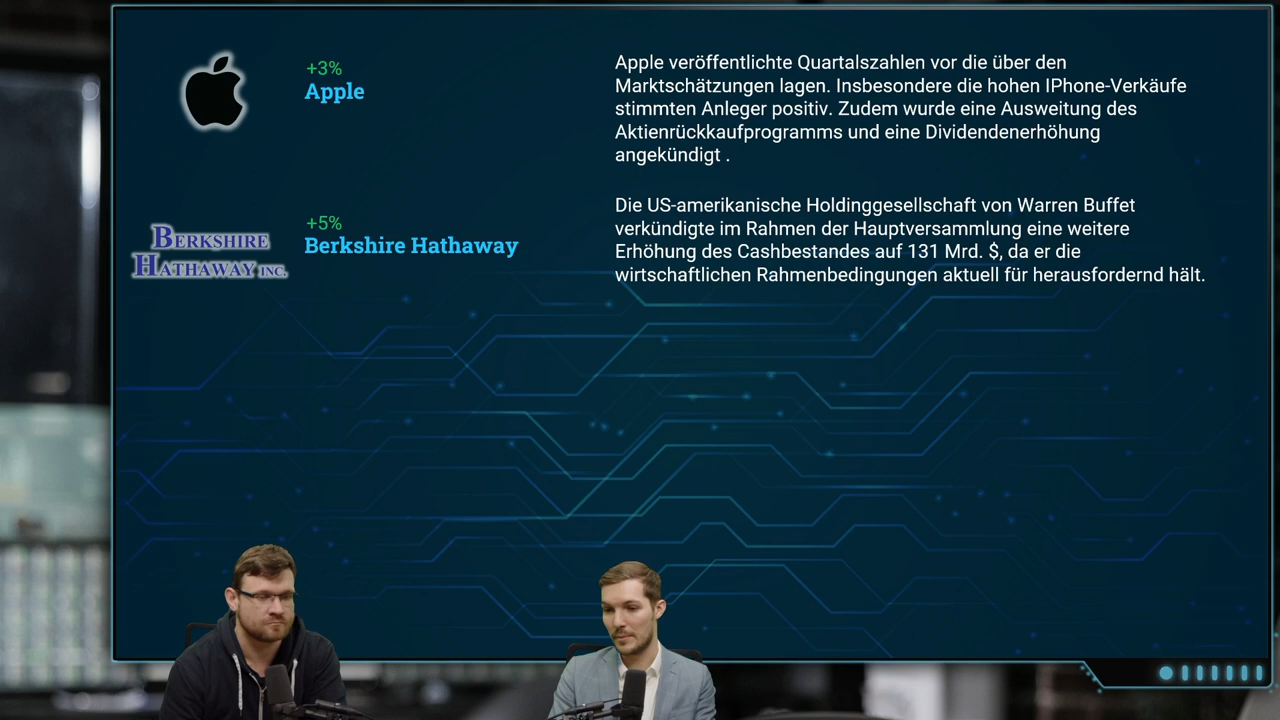 +3%
Apple
Apple veröffentlichte Quartalszahlen vor die über den
Marktschätzungen lagen. Insbesondere die hohen IPhone-Verkäufe
stimmten Anleger positiv. Zudem wurde eine Ausweitung des
Aktienrückkaufprogramms und eine Dividendenerhöhung
angekündigt .
BERKSHIRE
HATHAWAY INC.
+5%
Berkshire Hathaway
Die US-amerikanische Holdinggesellschaft von Warren Buffet
verkündigte im Rahmen der Hauptversammlung eine weitere
Erhöhung des Cashbestandes auf 131 Mrd. $, da er die
wirtschaftlichen Rahmenbedingungen aktuell für herausfordernd hält.